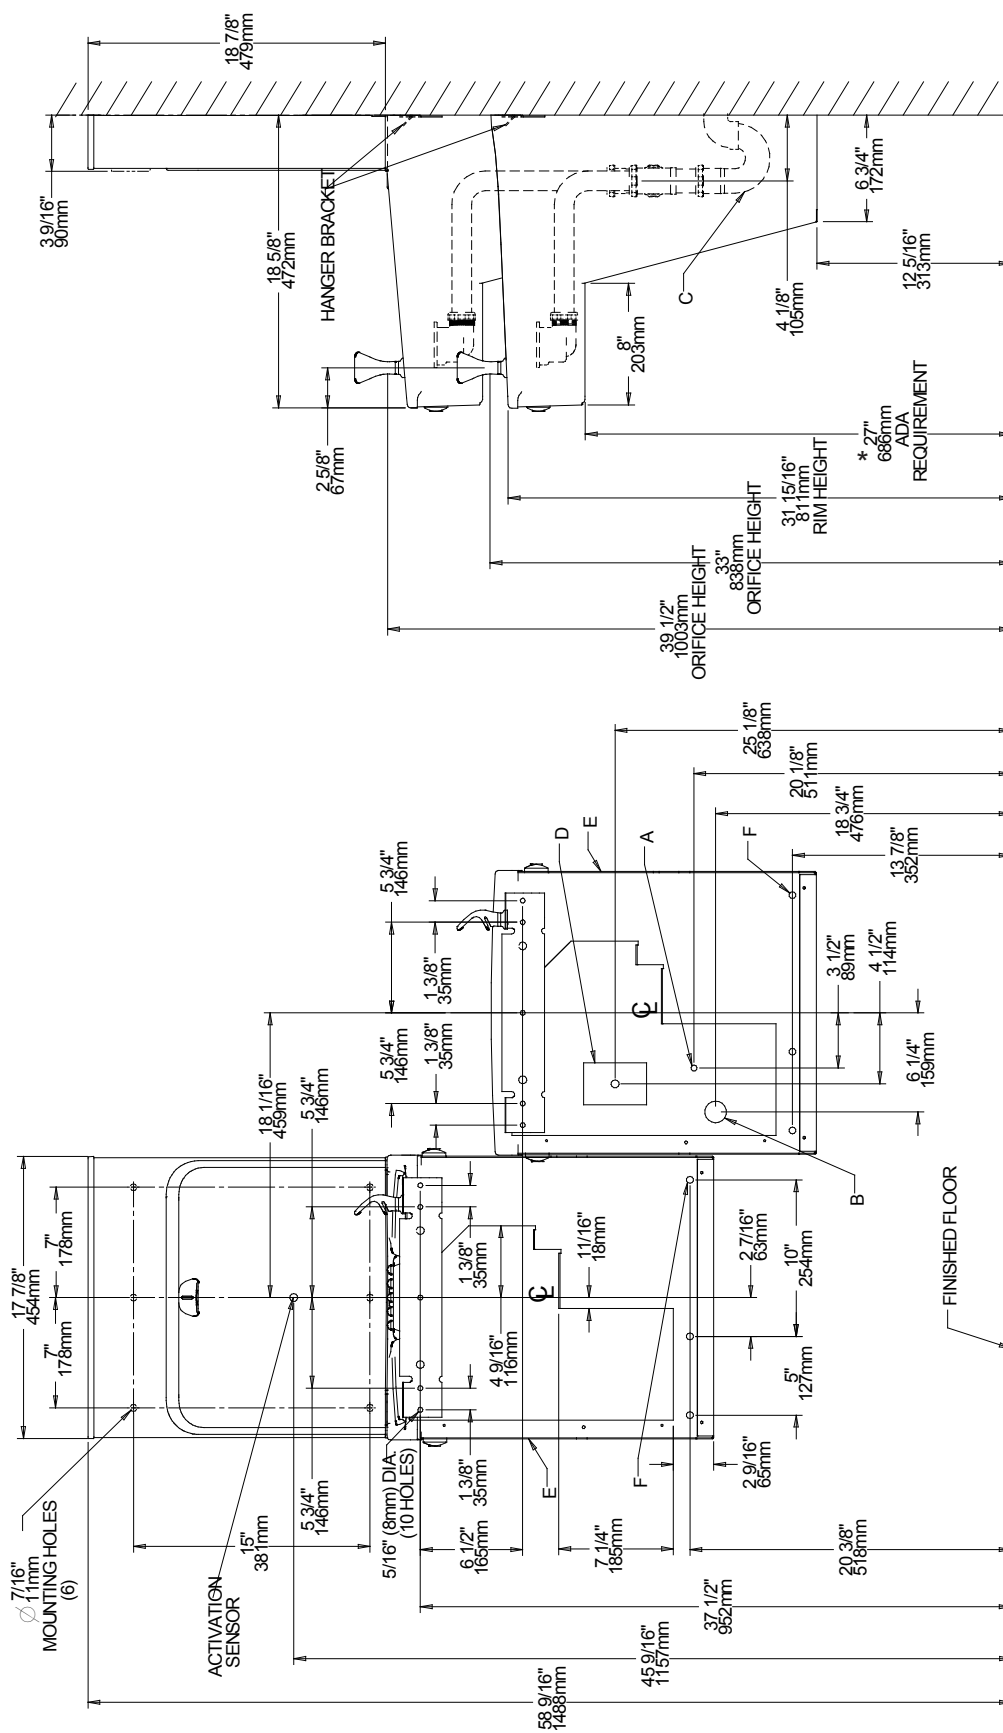 18 7/8"
479mm
3 9/16"
90mm
18 5/8"
472mm
HANGER BRACKET
2 5/8"
67mm
6 3/4"
172mm
12 5/16"
313mm
C
4 1/8"
105mm
8"
203mm
* 27"
686mm
ADA
REQUIREMENT
31 15/16"
811mm
RIM HEIGHT
33"
838mm
ORIFICE HEIGHT
39 1/2"
1003mm
ORIFICE HEIGHT
25 1/8"
638mm
20 1/8"
511mm
18 3/4"
476mm
13 7/8"
352mm
D
E
A
F
5 3/4"
146mm
1 3/8"
35mm
5 3/4"
146mm
1 3/8"
35mm
18 1/16"
459mm
5 3/4"
146mm
CL
3 1/2"
89mm
4 1/2"
114mm
6 1/4"
159mm
B
17 7/8"
454mm
7"
178mm
7"
178mm
1 3/8"
35mm
11/16"
18mm
CL
4 9/16"
116mm
2 7/16"
63mm
10"
254mm
5"
127mm
FINISHED FLOOR
Ø 7/16"
11mm
MOUNTING HOLES
(6)
15"
381mm
ACTIVATION
SENSOR
5 3/4"
146mm
5/16" (8mm) DIA.
(10 HOLES)
1 3/8"
35mm
E
F
6 1/2"
165mm
7 1/4"
185mm
2 9/16"
65mm
20 3/8"
518mm
37 1/2"
952mm
45 9/16"
1157mm
58 9/16"
1488mm